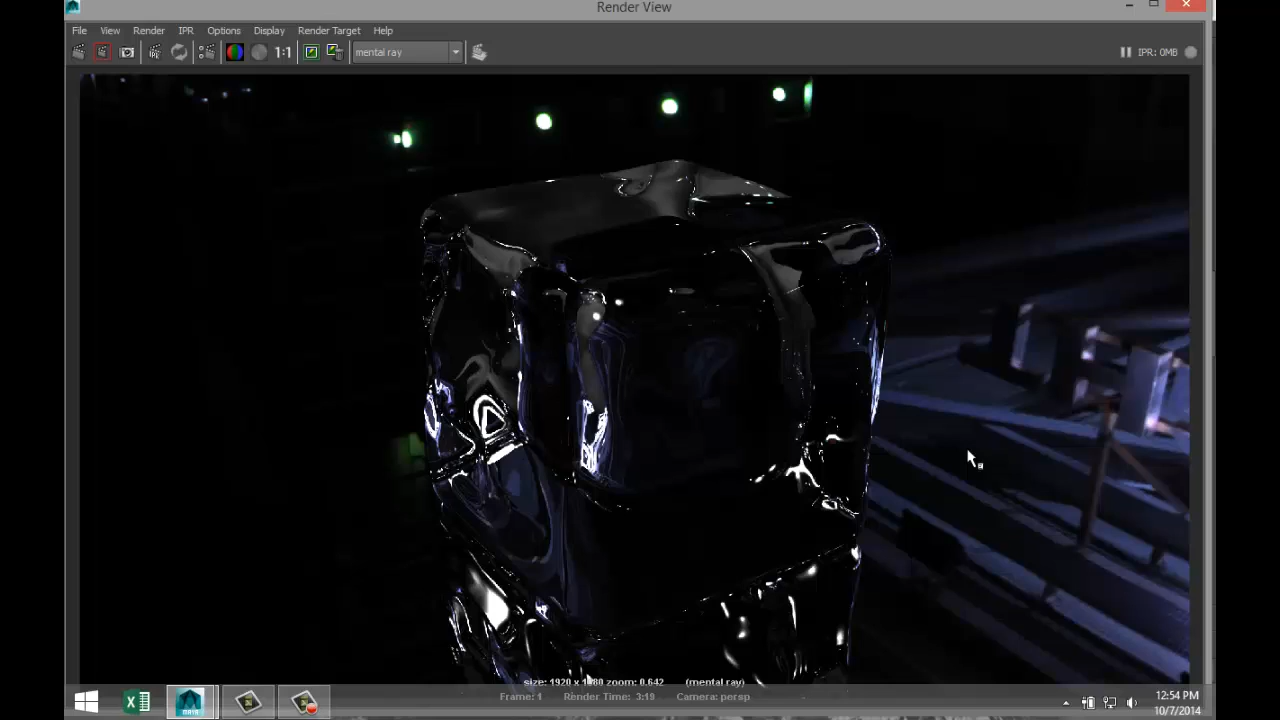 Render View
File View Render IPR Options Display Render Target Help
1:1 mental ray IPR: 0MB
size: 1920 x 1080 zoom: 0.642 (mental ray)
Frame: 1 Render Time: 3:19 Camera: persp
MAYA
12:54 PM
10/7/2014